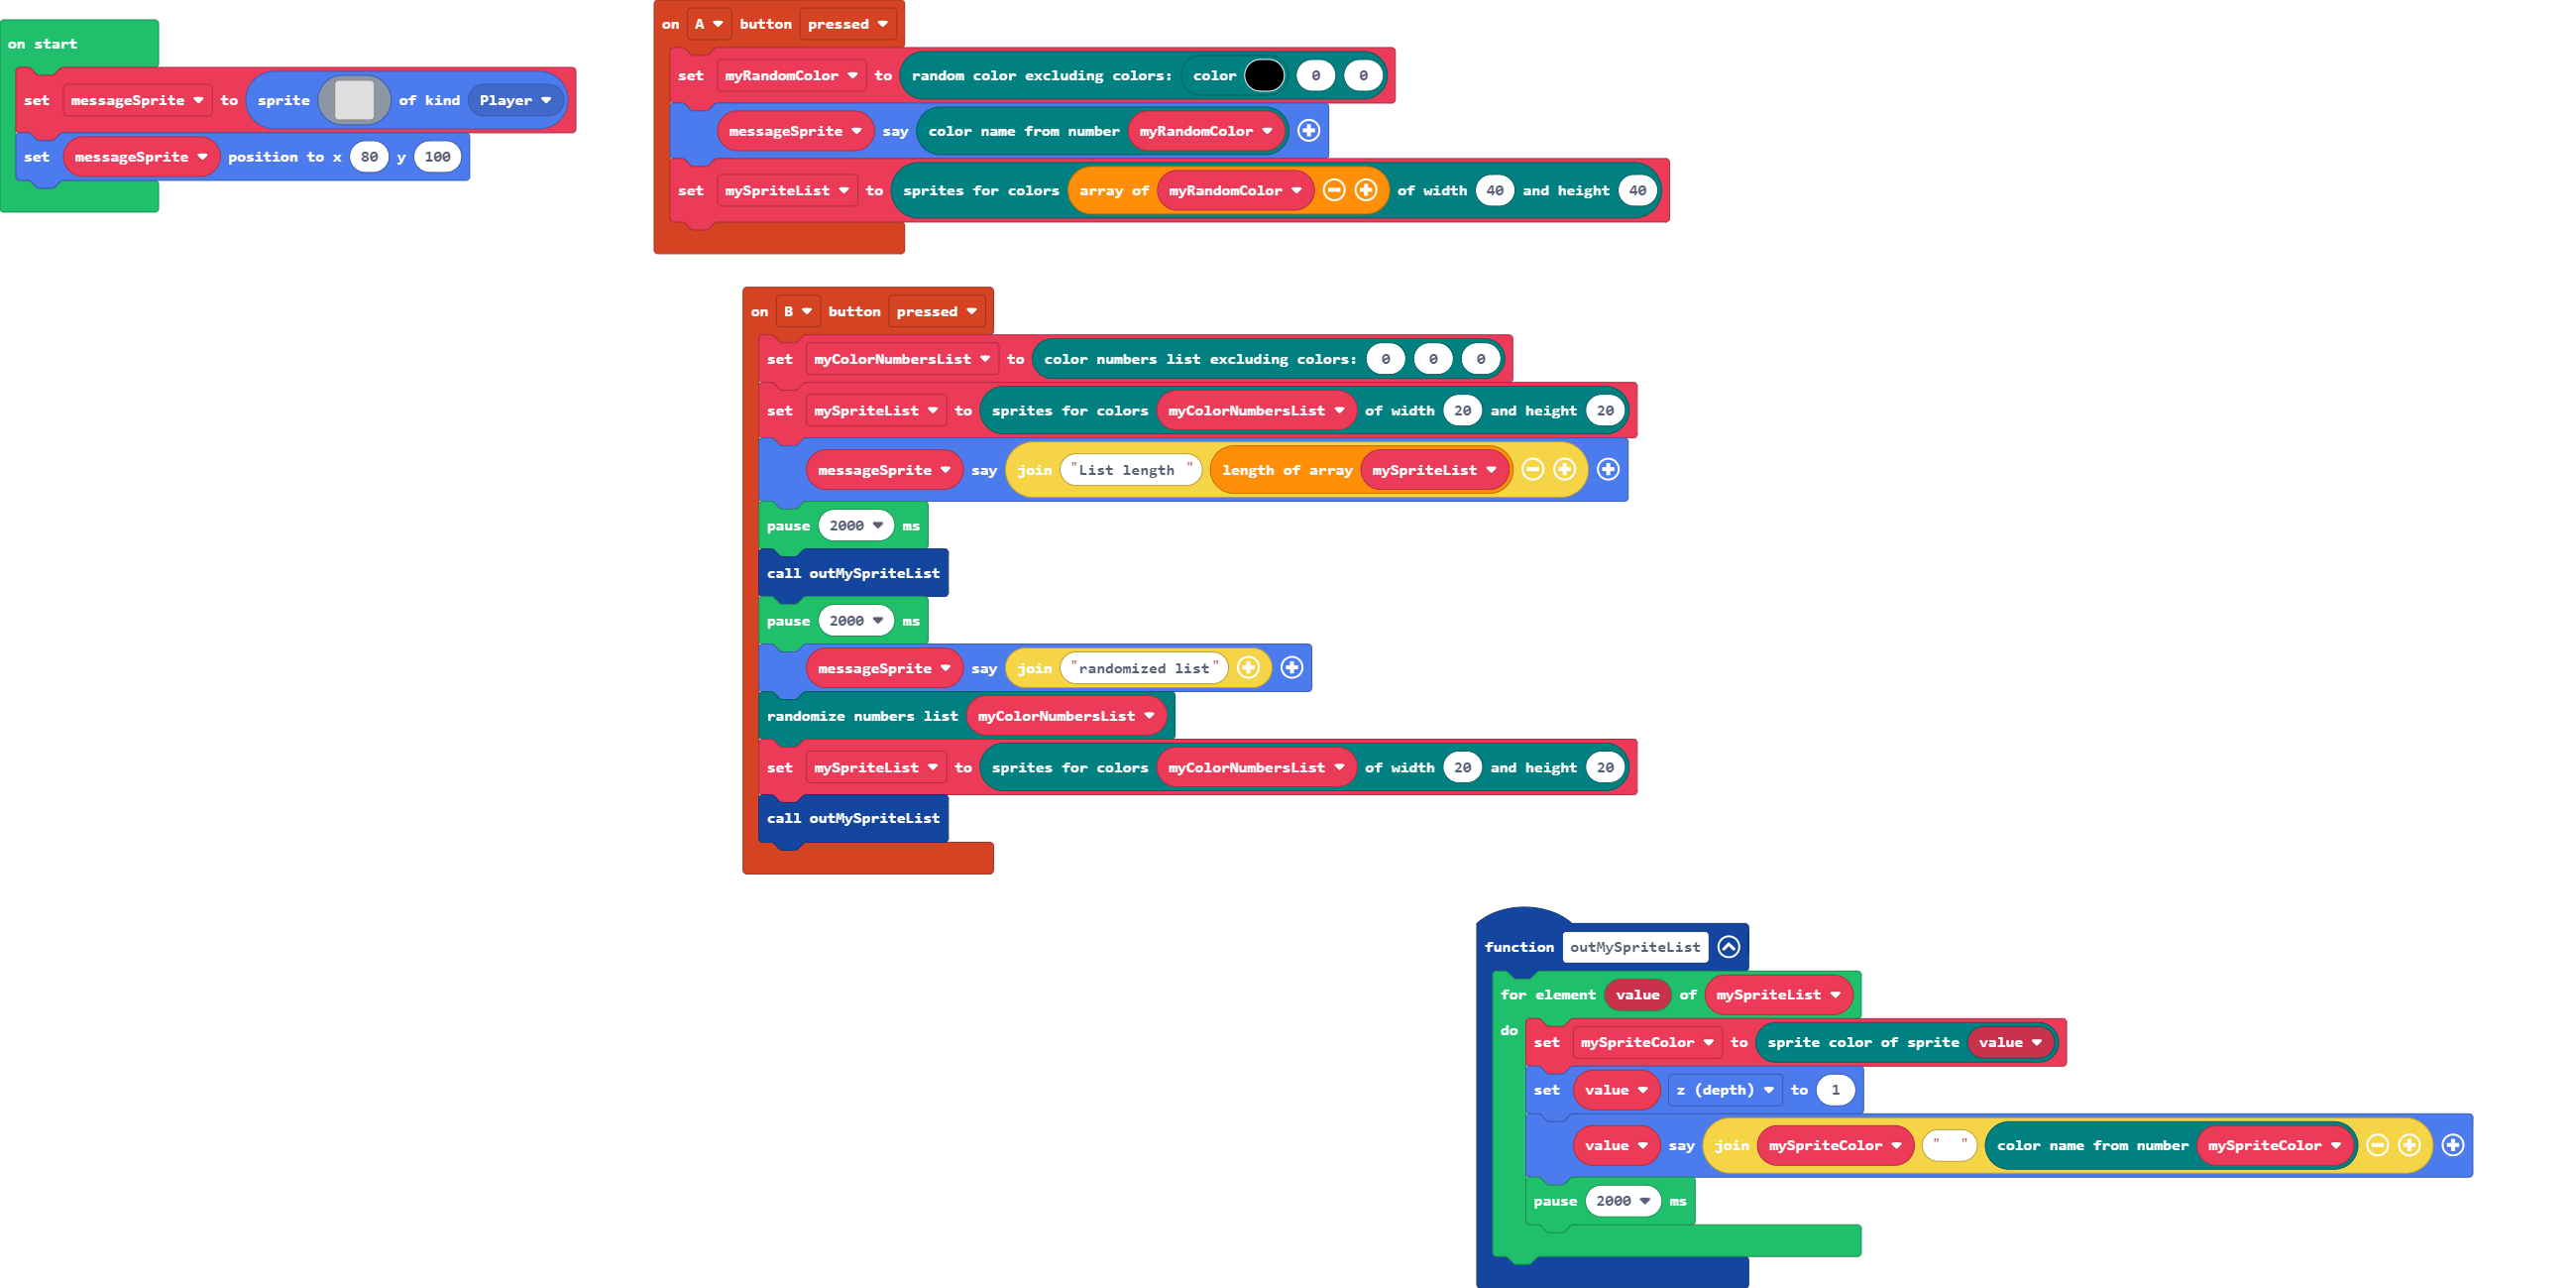 on start
set messageSprite to sprite of kind Player
set messageSprite position to x 80 y 100
on A button pressed
set myRandomColor to random color excluding colors: color 0 0
messageSprite say color name from number myRandomColor
set mySpriteList to sprites for colors array of myRandomColor of width 40 and height 40
on B button pressed
set myColorNumbersList to color numbers list excluding colors: 0 0 0
set mySpriteList to sprites for colors myColorNumbersList of width 20 and height 20
messageSprite say join "List length " length of array mySpriteList
pause 2000 ms
call outMySpriteList
pause 2000 ms
messageSprite say join "randomized list"
randomize numbers list myColorNumbersList
set mySpriteList to sprites for colors myColorNumbersList of width 20 and height 20
call outMySpriteList
function outMySpriteList
for element value of mySpriteList
do
set mySpriteColor to sprite color of sprite value
set value z (depth) to 1
value say join mySpriteColor " " color name from number mySpriteColor
pause 2000 ms